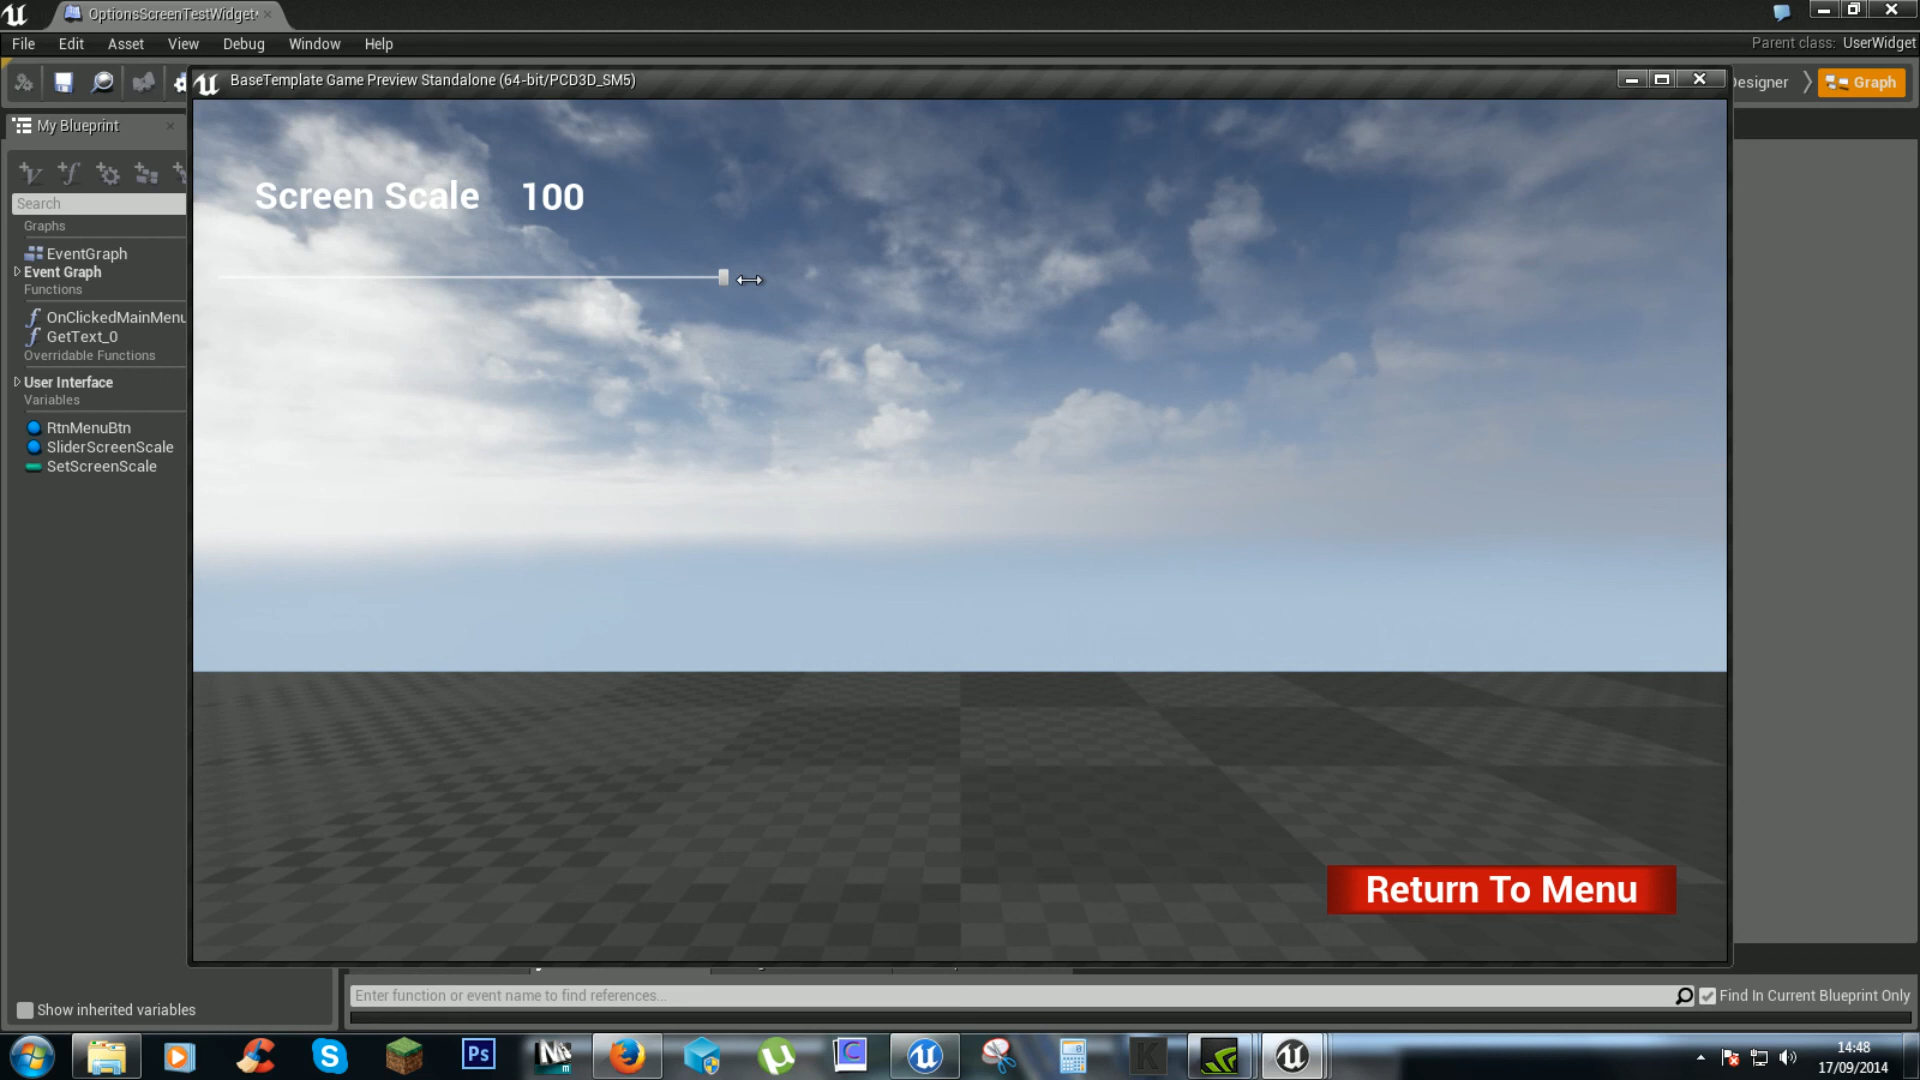 OptionsScreenTestWidget*
File Edit Asset View Debug Window Help
Parent class: UserWidget
BaseTemplate Game Preview Standalone (64-bit/PCD3D_SM5)
Designer
Graph
My Blueprint
Search
Graphs
EventGraph
Event Graph
Functions
OnClickedMainMenu
GetText_0
Overridable Functions
User Interface
Variables
RtnMenuBtn
SliderScreenScale
SetScreenScale
Screen Scale 100
Return To Menu
Show inherited variables
Enter function or event name to find references...
Find In Current Blueprint Only
Ps
m
C
K
14:48
17/09/2014